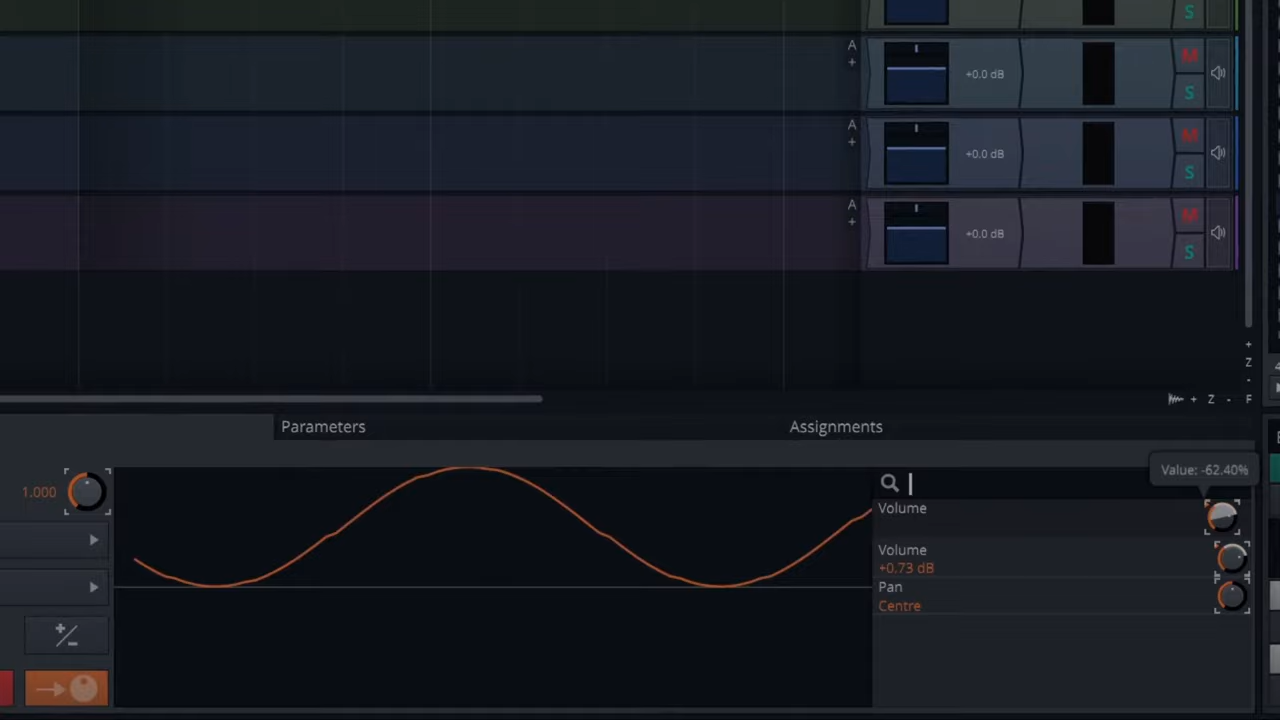 S
A
+
+0.0 dB
M
S
A
+
+0.0 dB
M
S
A
+
+0.0 dB
M
S
+
Z
-
+ Z - F
Parameters
Assignments
1.000
Value: -62.40%
Volume
Volume
+0.73 dB
Pan
Centre
+/-